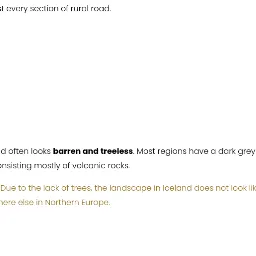 every section of rural road.
d often looks barren and treeless. Most regions have a dark grey
nsisting mostly of volcanic rocks.
Due to the lack of trees, the landscape in Iceland does not look lik
here else in Northern Europe.